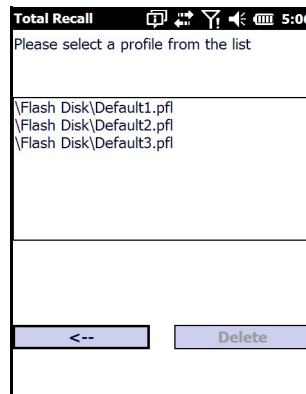 Total Recall 5:06
Please select a profile from the list
\Flash Disk\Default1.pfl
\Flash Disk\Default2.pfl
\Flash Disk\Default3.pfl
<-- Delete